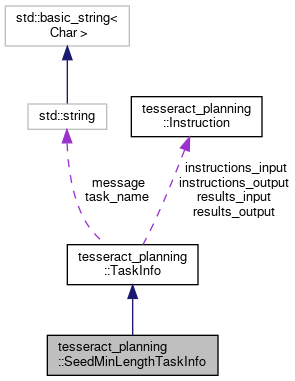 std::basic_string<
Char >
std::string
tesseract_planning
::Instruction
message
task_name
instructions_input
instructions_output
results_input
results_output
tesseract_planning
::TaskInfo
tesseract_planning
::SeedMinLengthTaskInfo